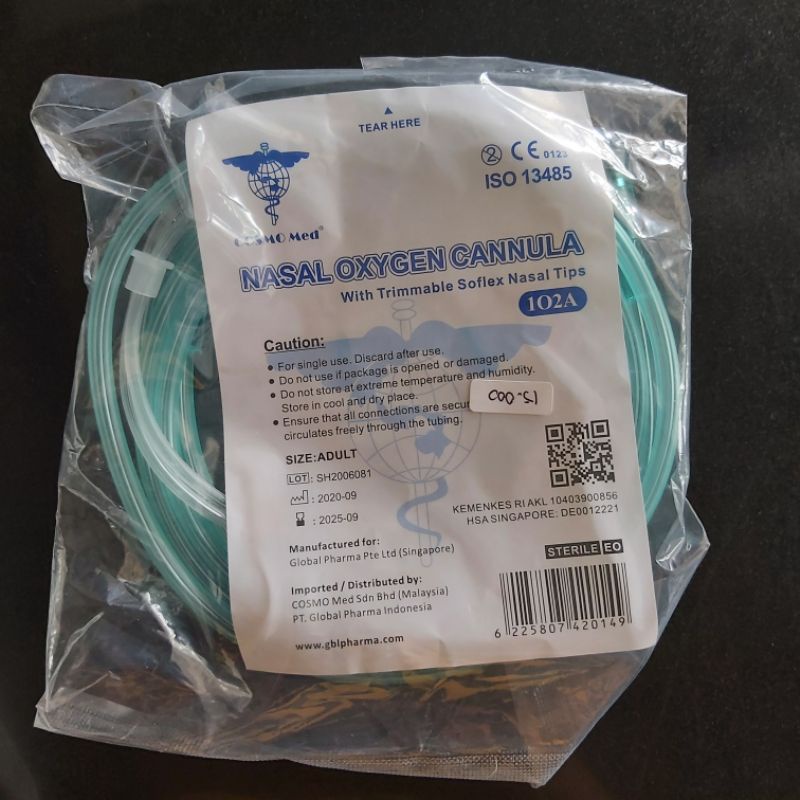 TEAR HERE
CE 0123
ISO 13485
COSMO Med®
NASAL OXYGEN CANNULA
With Trimmable Soflex Nasal Tips
1O2A
Caution:
• For single use. Discard after use.
• Do not use if package is opened or damaged.
• Do not store at extreme temperature and humidity.
Store in cool and dry place.
• Ensure that all connections are secur
circulates freely through the tubing.
15.000
SIZE:ADULT
LOT: SH2006081
: 2020-09
: 2025-09
KEMENKES RI AKL 10403900856
HSA SINGAPORE: DE0012221
Manufactured for:
Global Pharma Pte Ltd (Singapore)
STERILE EO
Imported / Distributed by:
COSMO Med Sdn Bhd (Malaysia)
PT. Global Pharma Indonesia
www.gblpharma.com
6 225807 420149